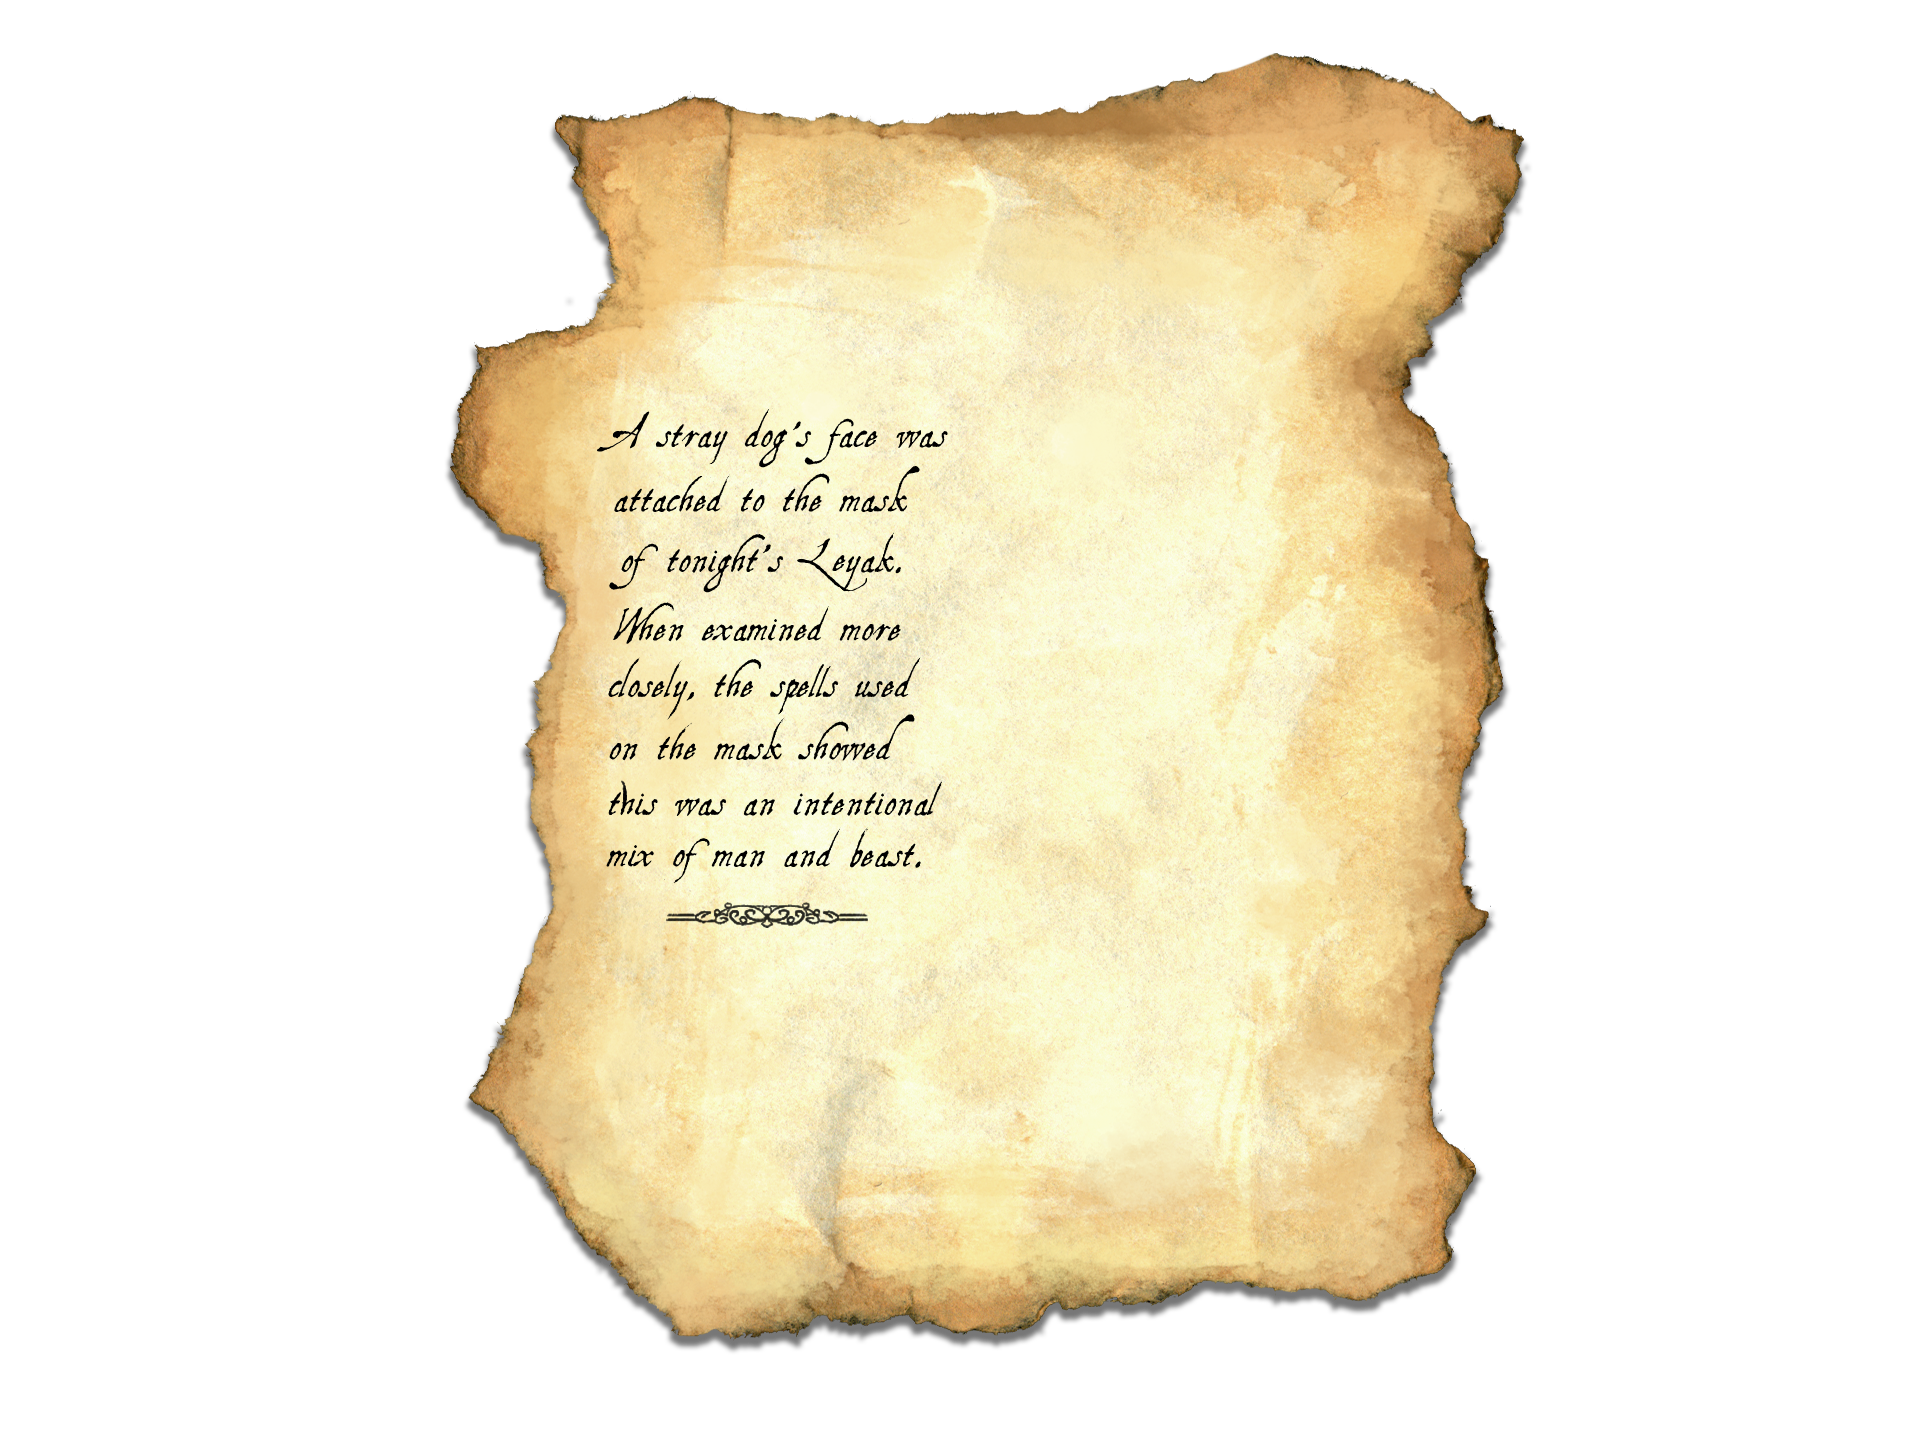 A stray dog's face was
attached to the mask
of tonight's Leyak.
When examined more
closely, the spells used
on the mask showed
this was an intentional
mix of man and beast.